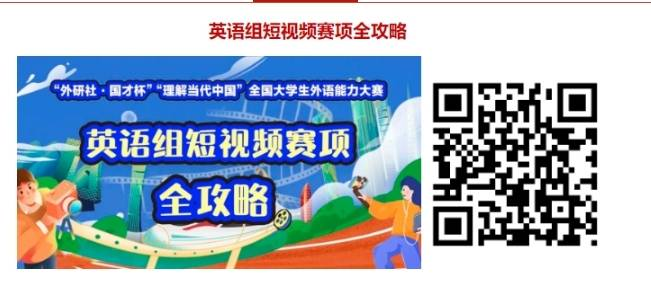 英语组短视频赛项全攻略
“外研社·国才杯”“理解当代中国”全国大学生外语能力大赛
英语组短视频赛项
全攻略